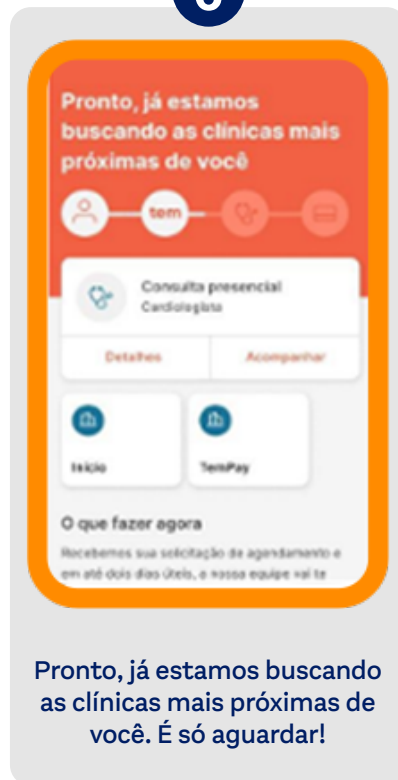 Pronto, já estamos
buscando as clínicas mais
próximas de você
tem
Consulta presencial
Cardiologista
Detalhes
Acompanhar
Início
TemPay
O que fazer agora
Recebemos sua solicitação de agendamento e
em até dois dias úteis, a nossa equipe vai te
Pronto, já estamos buscando
as clínicas mais próximas de
você. É só aguardar!